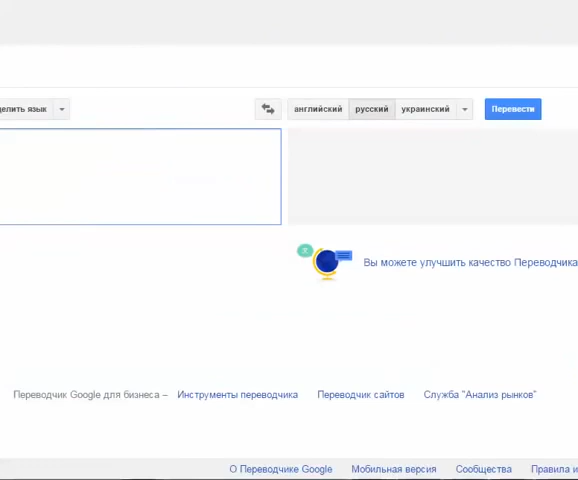 делить язык английский русский украинский Перевести
Вы можете улучшить качество Переводчика
Переводчик Google для бизнеса – Инструменты переводчика Переводчик сайтов Служба "Анализ рынков"
О Переводчике Google Мобильная версия Сообщества Правила и